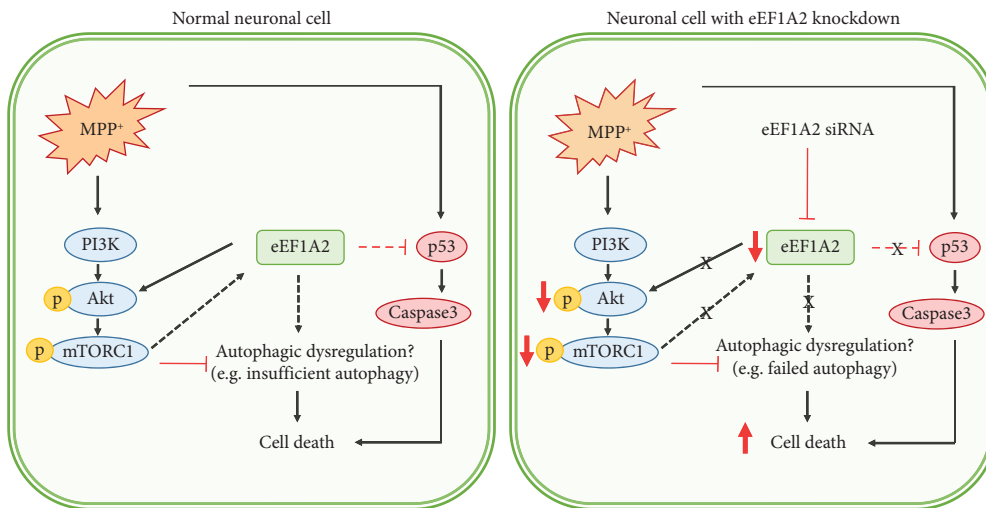 Normal neuronal cell
MPP+
PI3K
eEF1A2
p53
p
Akt
Caspase3
p
mTORC1
Autophagic dysregulation?
(e.g. insufficient autophagy)
Cell death
Neuronal cell with eEF1A2 knockdown
MPP+
eEF1A2 siRNA
PI3K
eEF1A2
X
p53
X
p
Akt
X
Caspase3
X
p
mTORC1
Autophagic dysregulation?
(e.g. failed autophagy)
Cell death